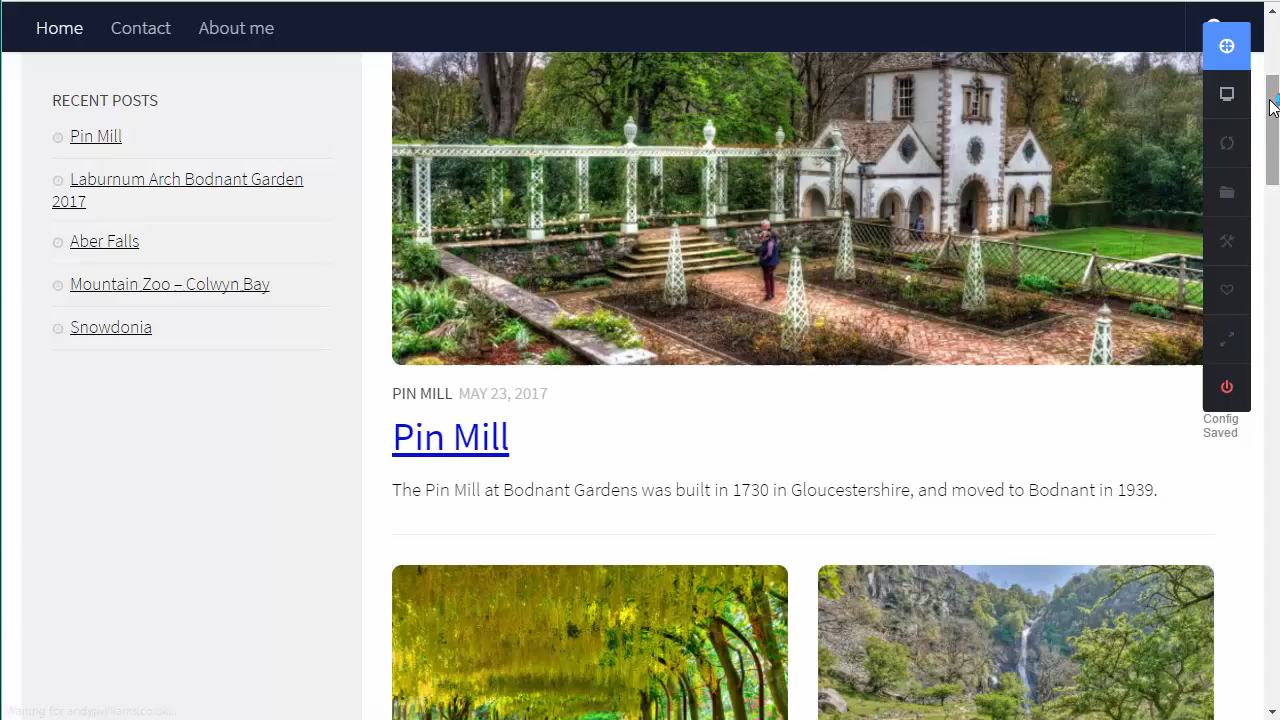 Home Contact About me
RECENT POSTS
Pin Mill
Laburnum Arch Bodnant Garden
2017
Aber Falls
Mountain Zoo – Colwyn Bay
Snowdonia
PIN MILL MAY 23, 2017
Pin Mill
The Pin Mill at Bodnant Gardens was built in 1730 in Gloucestershire, and moved to Bodnant in 1939.
Config
Saved
Waiting for